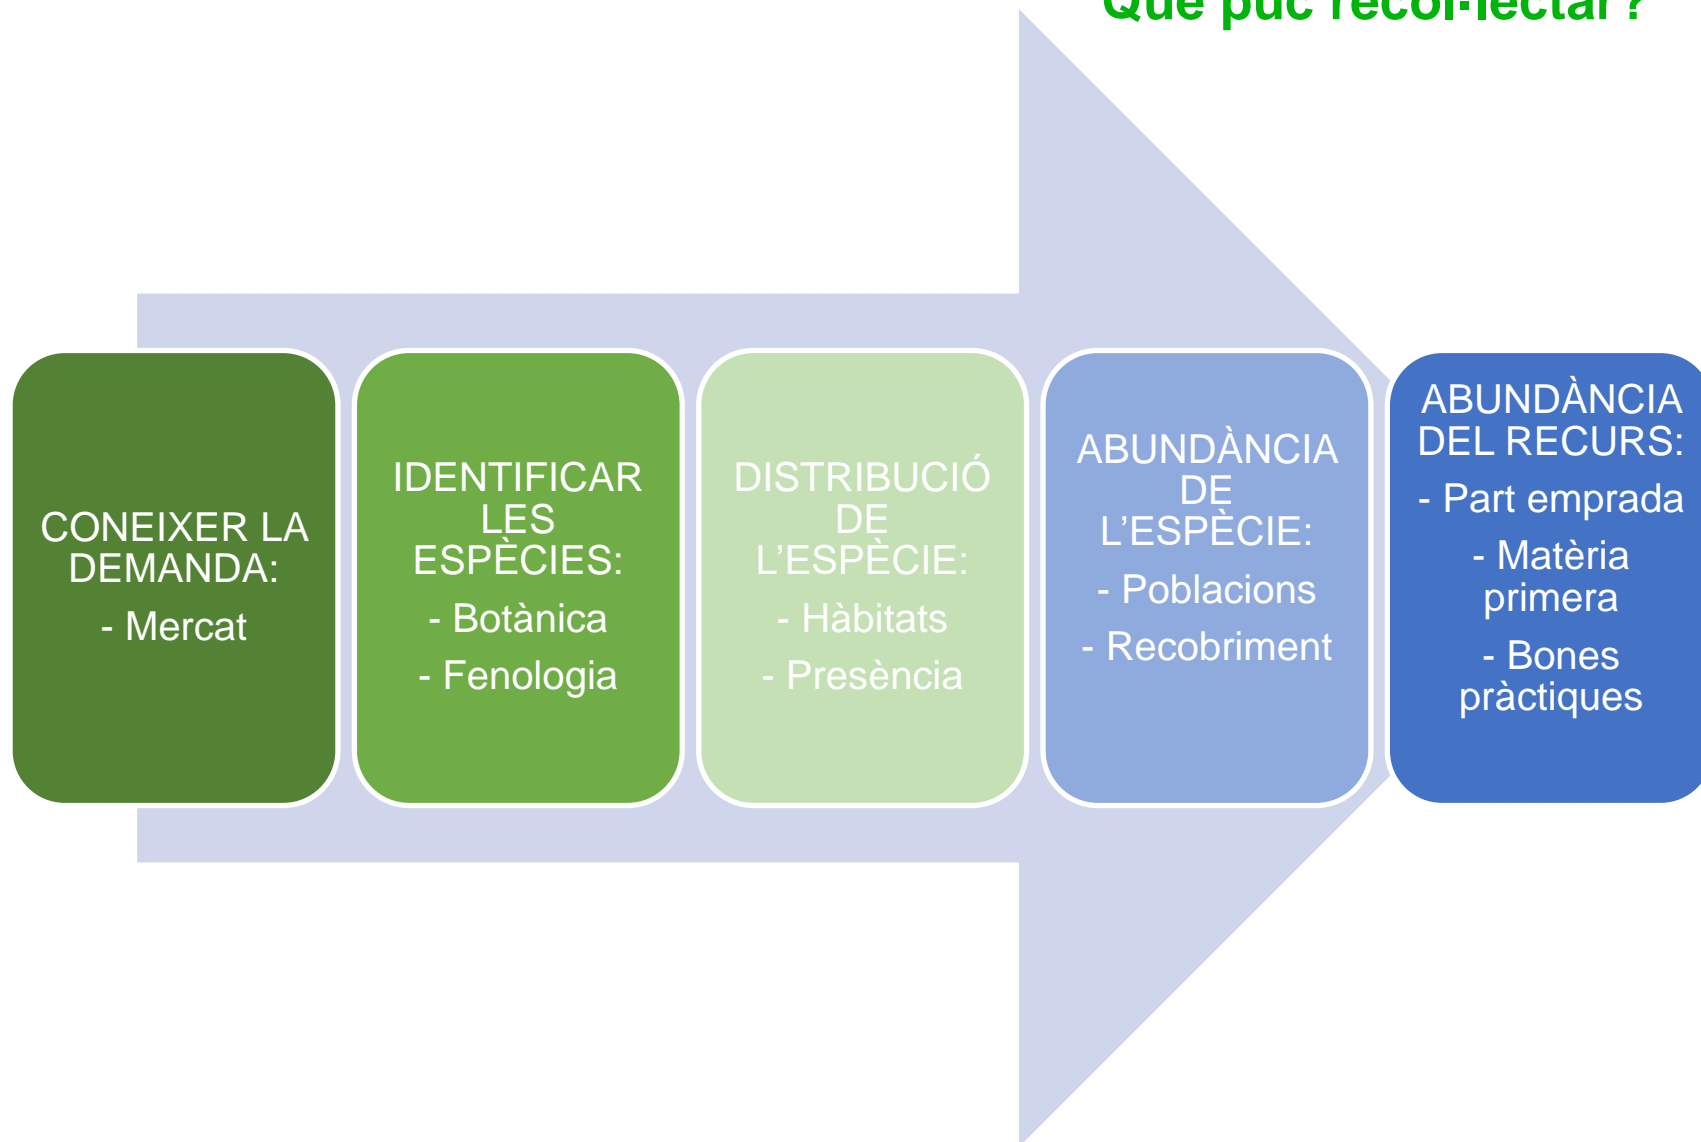 Què puc recol·lectar?
CONEIXER LA
DEMANDA:
- Mercat
IDENTIFICAR
LES
ESPÈCIES:
- Botànica
- Fenologia
DISTRIBUCIÓ
DE
L’ESPÈCIE:
- Hàbitats
- Presència
ABUNDÀNCIA
DE
L’ESPÈCIE:
- Poblacions
- Recobriment
ABUNDÀNCIA
DEL RECURS:
- Part emprada
- Matèria
primera
- Bones
pràctiques